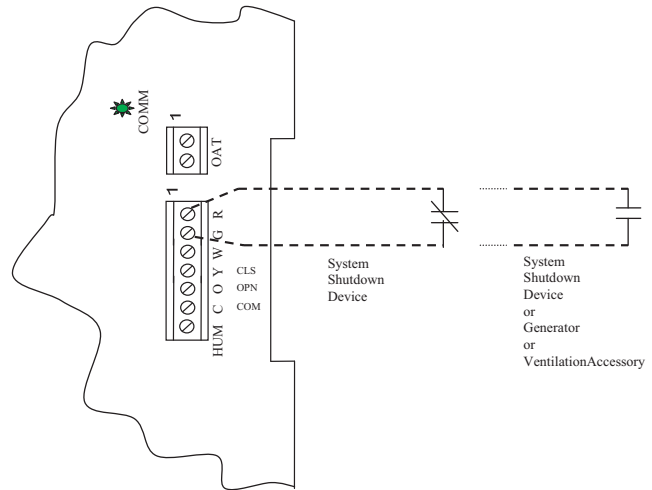 COMM
1
OAT
1
HUM C O Y W G R
CLS
OPN
COM
System
Shutdown
Device
System
Shutdown
Device
or
Generator
or
VentilationAccessory